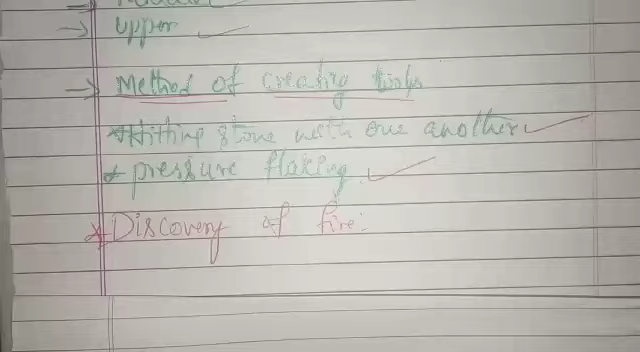 → upper
→ Method of creating tools
* Hitting stone with one another
* pressure flaking
* Discovery of fire: